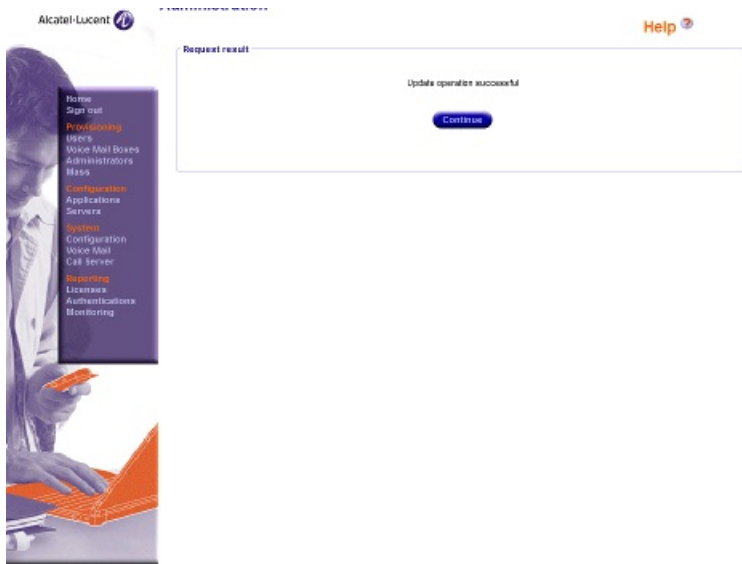 Alcatel·Lucent
Administration
Help ?
Request result
Update operation successful
Continue
Home
Sign out
Provisioning
Users
Voice Mail Boxes
Administrators
Mass
Configuration
Applications
Servers
System
Configuration
Voice Mail
Call Server
Reporting
Licenses
Authentications
Monitoring